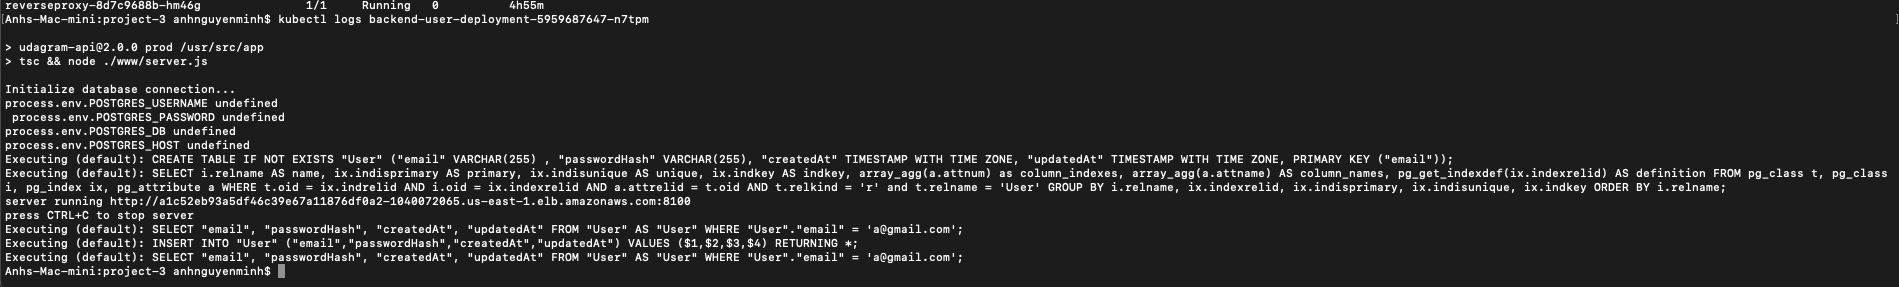 reverseproxy-8d7c9688b-hm46g 1/1 Running 0 4h55m
[Anhs-Mac-mini:project-3 anhnguyenminh$ kubectl logs backend-user-deployment-5959687647-n7tpm ]
> udagram-api@2.0.0 prod /usr/src/app
> tsc && node ./www/server.js
Initialize database connection...
process.env.POSTGRES_USERNAME undefined
process.env.POSTGRES_PASSWORD undefined
process.env.POSTGRES_DB undefined
process.env.POSTGRES_HOST undefined
Executing (default): CREATE TABLE IF NOT EXISTS "User" ("email" VARCHAR(255) , "passwordHash" VARCHAR(255), "createdAt" TIMESTAMP WITH TIME ZONE, "updatedAt" TIMESTAMP WITH TIME ZONE, PRIMARY KEY ("email"));
Executing (default): SELECT i.relname AS name, ix.indisprimary AS primary, ix.indisunique AS unique, ix.indkey AS indkey, array_agg(a.attnum) as column_indexes, array_agg(a.attname) AS column_names, pg_get_indexdef(ix.indexrelid) AS definition FROM pg_class t, pg_class
i, pg_index ix, pg_attribute a WHERE t.oid = ix.indrelid AND i.oid = ix.indexrelid AND a.attrelid = t.oid AND t.relkind = 'r' and t.relname = 'User' GROUP BY i.relname, ix.indexrelid, ix.indisprimary, ix.indisunique, ix.indkey ORDER BY i.relname;
server running http://a1c52eb93a5df46c39e67a11876df0a2-1040072065.us-east-1.elb.amazonaws.com:8100
press CTRL+C to stop server
Executing (default): SELECT "email", "passwordHash", "createdAt", "updatedAt" FROM "User" AS "User" WHERE "User"."email" = 'a@gmail.com';
Executing (default): INSERT INTO "User" ("email","passwordHash","createdAt","updatedAt") VALUES ($1,$2,$3,$4) RETURNING *;
Executing (default): SELECT "email", "passwordHash", "createdAt", "updatedAt" FROM "User" AS "User" WHERE "User"."email" = 'a@gmail.com';
Anhs-Mac-mini:project-3 anhnguyenminh$